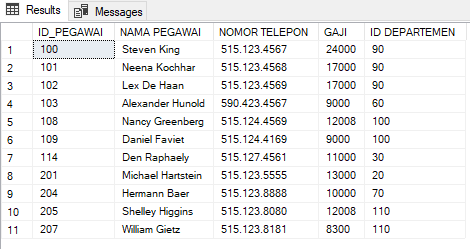 Results Messages
ID_PEGAWAI NAMA PEGAWAI NOMOR TELEPON GAJI ID DEPARTEMEN
1 100 Steven King 515.123.4567 24000 90
2 101 Neena Kochhar 515.123.4568 17000 90
3 102 Lex De Haan 515.123.4569 17000 90
4 103 Alexander Hunold 590.423.4567 9000 60
5 108 Nancy Greenberg 515.124.4569 12008 100
6 109 Daniel Faviet 515.124.4169 9000 100
7 114 Den Raphaely 515.127.4561 11000 30
8 201 Michael Hartstein 515.123.5555 13000 20
9 204 Hermann Baer 515.123.8888 10000 70
10 205 Shelley Higgins 515.123.8080 12008 110
11 207 William Gietz 515.123.8181 8300 110